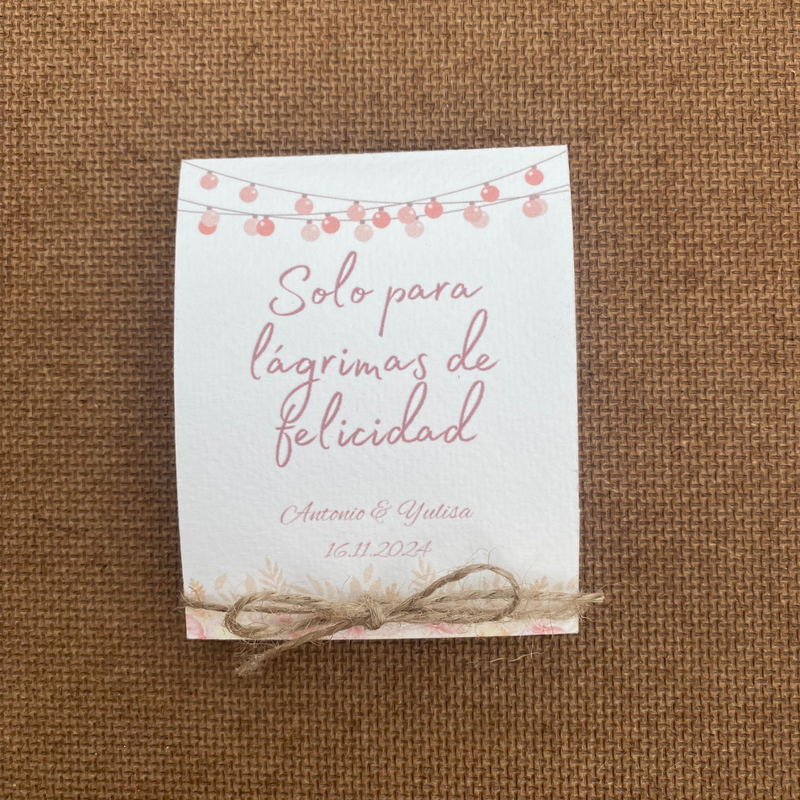 Solo para
lágrimas de
felicidad
Antonio & Yulisa
16.11.2024